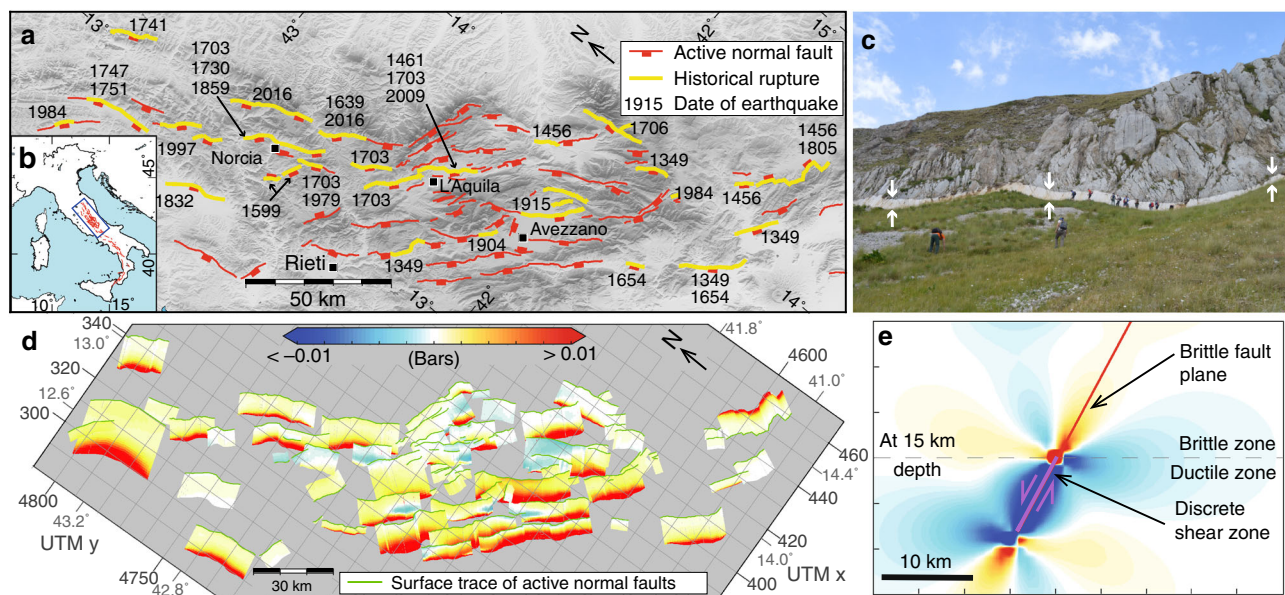 a
13°
1741
43°
14°
15°
N
Active normal fault
Historical rupture
1915 Date of earthquake
1703
1730
1859
1461
1703
2009
1747
1751
2016
1639
2016
1984
1456
1706
1456
1805
1997
Norcia
1703
1349
L'Aquila
1984
1832
1599
1703
1979
1703
1915
1456
1904
Avezzano
1349
Rieti
1349
1654
1349
1654
50 km
13°
42°
14°
b
45°
40°
10°
15°
c
d
340
13.0°
320
12.6°
300
< −0.01
(Bars)
> 0.01
N
41.8°
4600
41.0°
460
14.4°
440
420
14.0°
400
UTM x
4800
43.2°
UTM y
4750
42.8°
30 km
Surface trace of active normal faults
e
Brittle fault
plane
At 15 km
depth
Brittle zone
Ductile zone
Discrete
shear zone
10 km